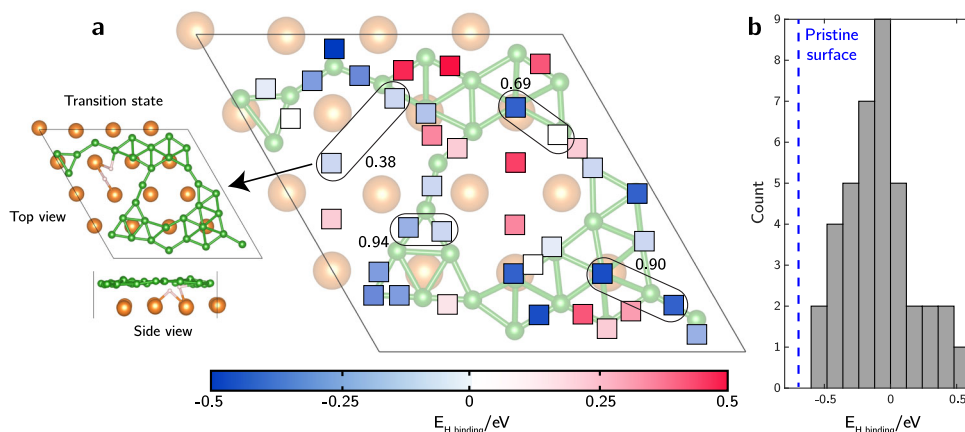 a
Transition state
Top view
Side view
0.69
0.38
0.94
0.90
-0.5
-0.25
0
0.25
0.5
E_H binding/eV
b
Pristine
surface
9
8
7
6
5
4
3
2
1
0
Count
-0.5
0
0.5
E_H binding/eV